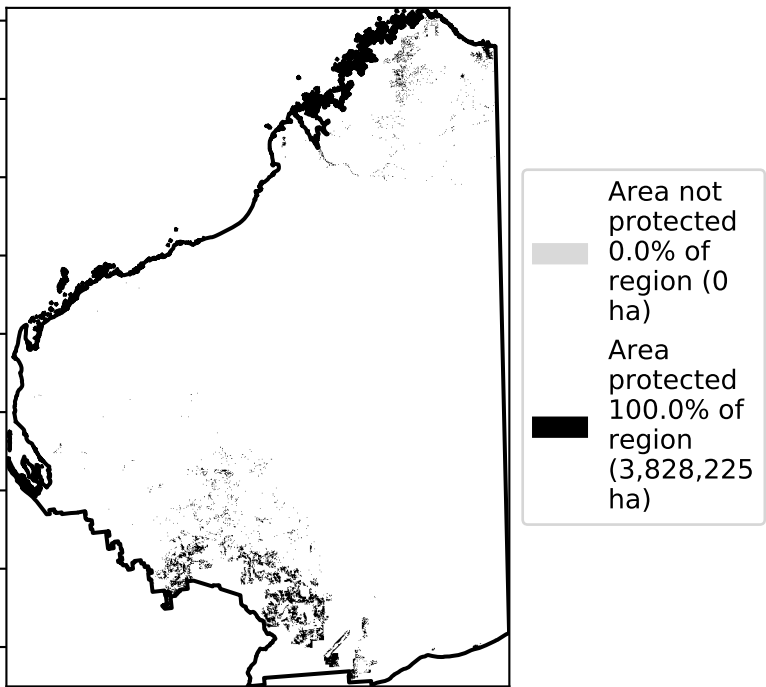 Area not
protected
0.0% of
region (0
ha)
Area
protected
100.0% of
region
(3,828,225
ha)